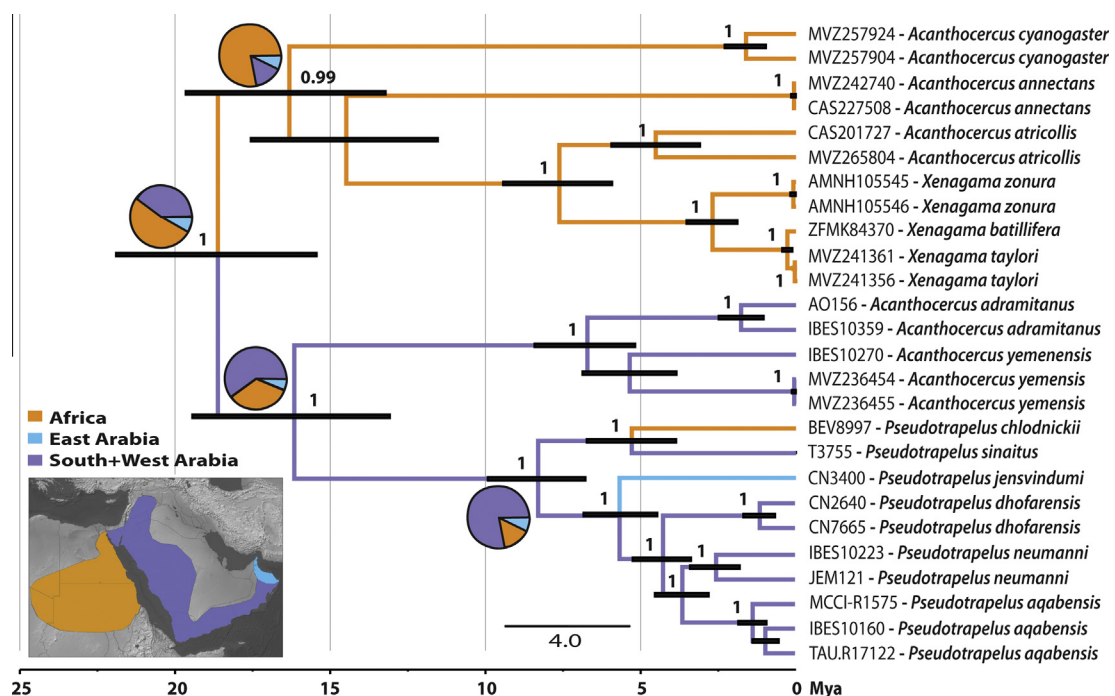 MVZ257924 - Acanthocercus cyanogaster
1
MVZ257904 - Acanthocercus cyanogaster
0.99
1
MVZ242740 - Acanthocercus annectans
CAS227508 - Acanthocercus annectans
1
CAS201727 - Acanthocercus atricollis
MVZ265804 - Acanthocercus atricollis
1
1
AMNH105545 - Xenagama zonura
AMNH105546 - Xenagama zonura
1
1
1
ZFMK84370 - Xenagama batillifera
MVZ241361 - Xenagama taylori
1
MVZ241356 - Xenagama taylori
AO156 - Acanthocercus adramitanus
1
IBES10359 - Acanthocercus adramitanus
1
IBES10270 - Acanthocercus yemenensis
1
MVZ236454 - Acanthocercus yemensis
MVZ236455 - Acanthocercus yemensis
1
Africa
East Arabia
South+West Arabia
BEV8997 - Pseudotrapelus chlodnickii
1
T3755 - Pseudotrapelus sinaitus
1
CN3400 - Pseudotrapelus jensvindumi
1
CN2640 - Pseudotrapelus dhofarensis
1
CN7665 - Pseudotrapelus dhofarensis
1
IBES10223 - Pseudotrapelus neumanni
1
JEM121 - Pseudotrapelus neumanni
1
MCCI-R1575 - Pseudotrapelus aqabensis
1
IBES10160 - Pseudotrapelus aqabensis
TAU.R17122 - Pseudotrapelus aqabensis
4.0
25 20 15 10 5 0 Mya